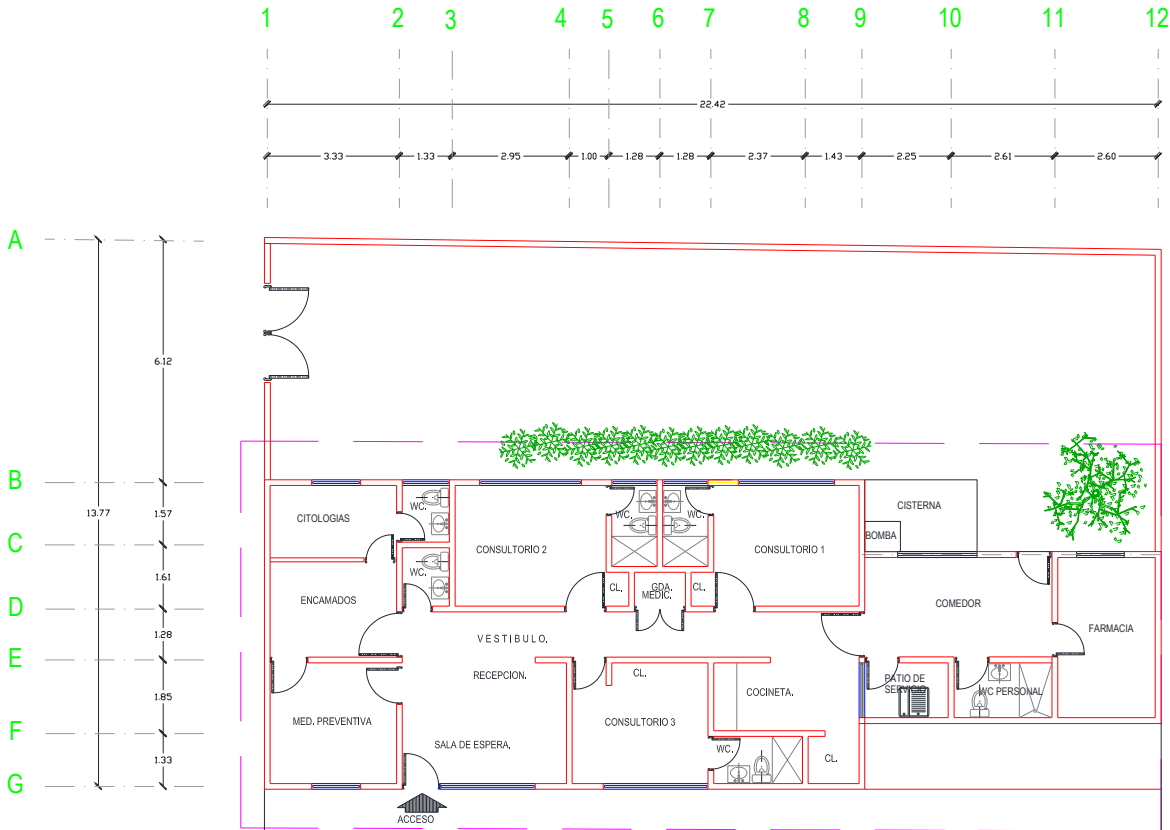 1 2 3 4 5 6 7 8 9 10 11 12
22.42
3.33 1.33 2.95 1.00 1.28 1.28 2.37 1.43 2.25 2.61 2.60
A
6.12
B
13.77
1.57
C
1.61
D
1.28
E
1.85
F
1.33
G
CITOLOGIAS
WC.
CONSULTORIO 2
WC.
WC.
CONSULTORIO 1
CISTERNA
BOMBA
ENCAMADOS
WC.
CL.
GDA.
MEDIC.
CL.
COMEDOR
FARMACIA
VESTIBULO.
RECEPCION.
CL.
COCINETA.
PATIO DE
SERVICIO
WC PERSONAL
MED. PREVENTIVA
SALA DE ESPERA.
CONSULTORIO 3
WC.
CL.
ACCESO